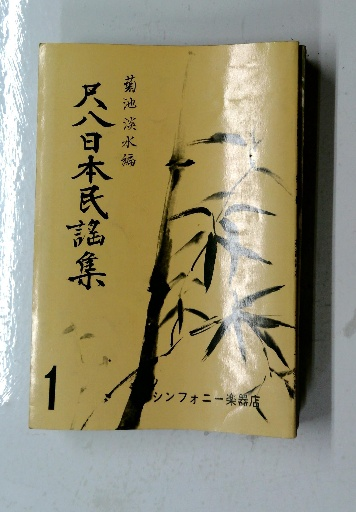 菊池淡水編
尺八日本民謡集
1
シンフォニー楽器店